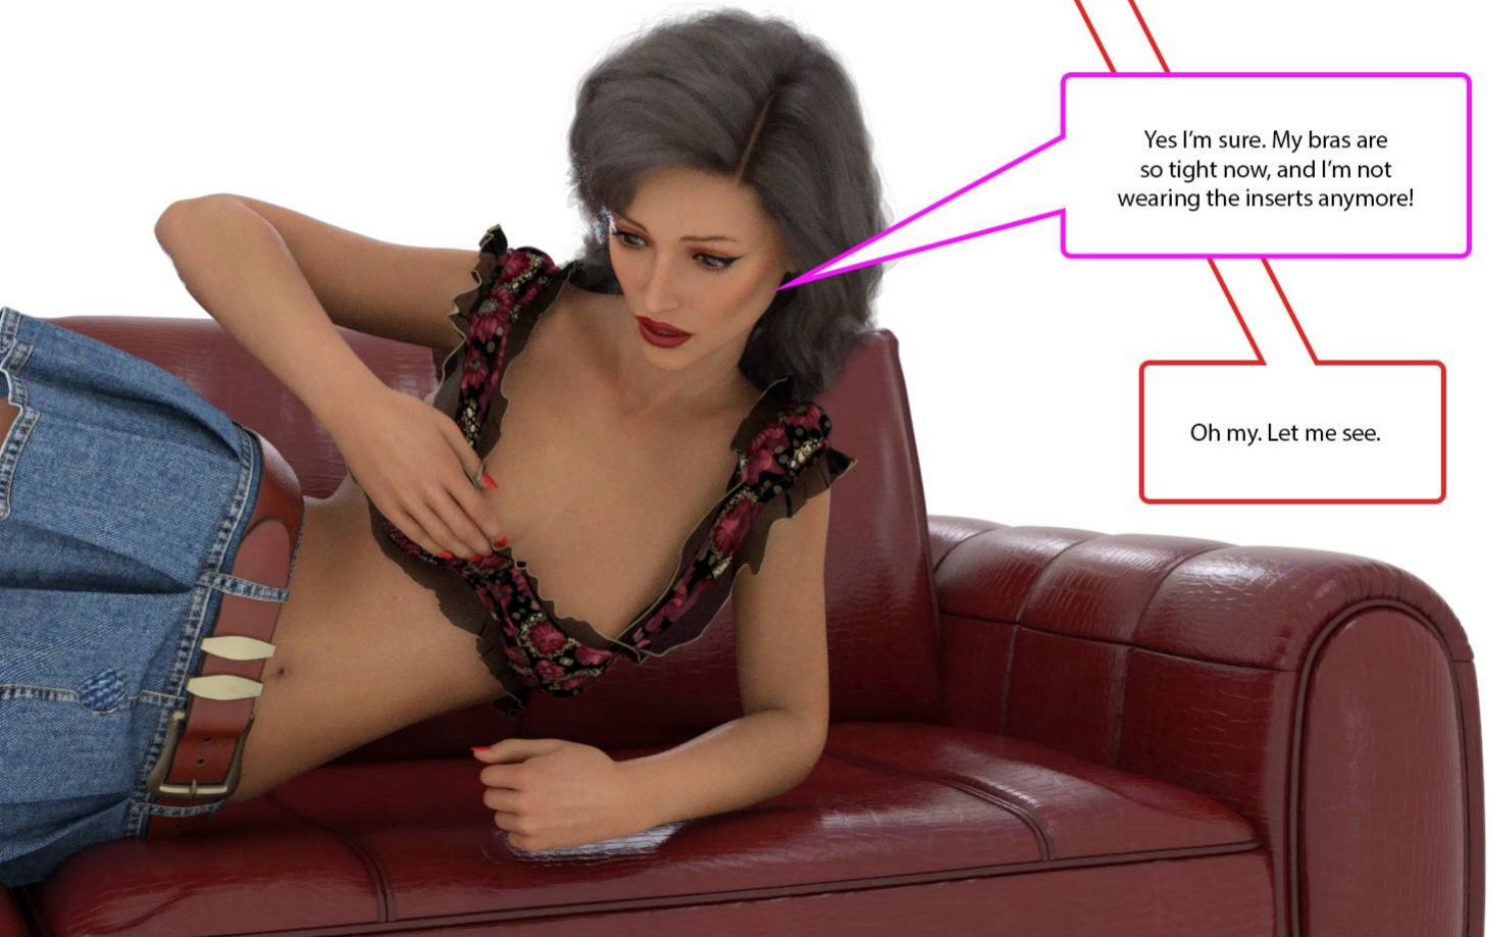 Yes I'm sure. My bras are
so tight now, and I'm not
wearing the inserts anymore!
Oh my. Let me see.